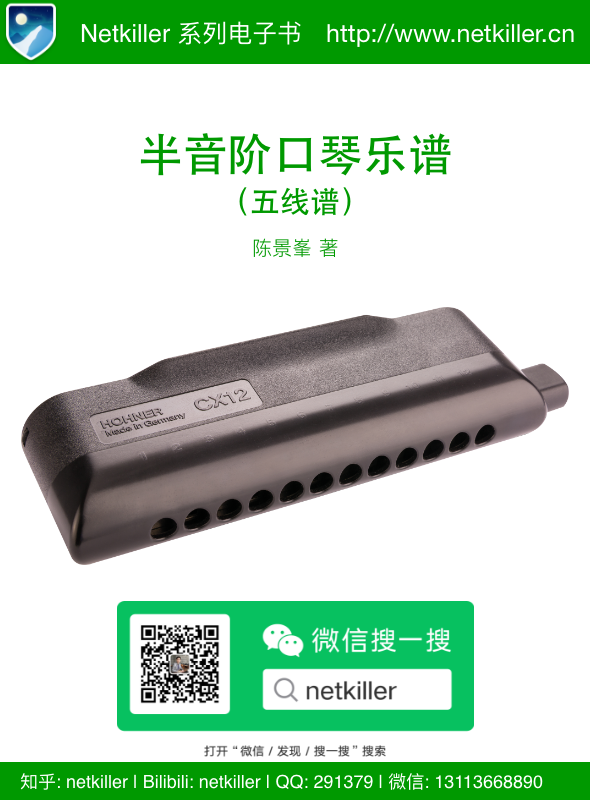 Netkiller 系列电子书 http://www.netkiller.cn
半音阶口琴乐谱
（五线谱）
陈景峯 著
HOHNER CX12
Made in Germany
微信搜一搜
netkiller
打开“微信 / 发现 / 搜一搜”搜索
知乎: netkiller | Bilibili: netkiller | QQ: 291379 | 微信: 13113668890